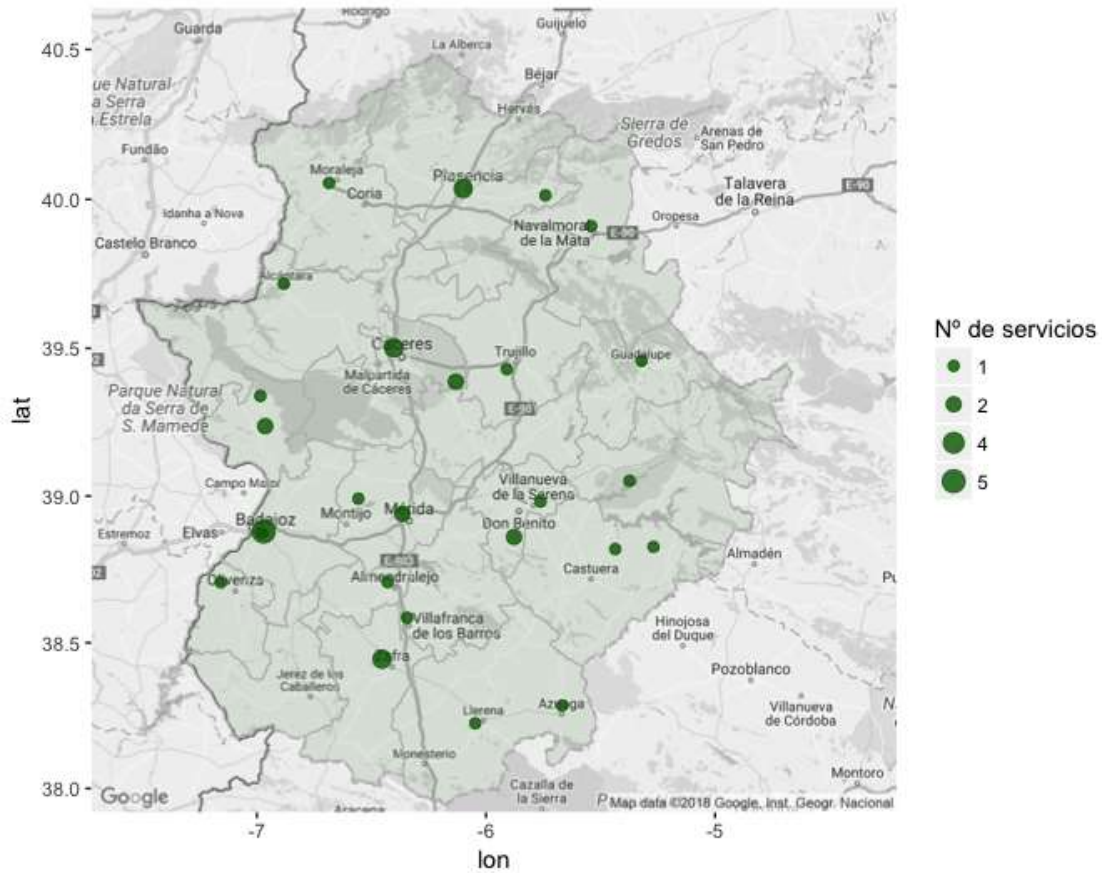 Guarda
Guijuelo
La Alberca
Béjar
Hervás
Sierra de
Gredos
Arenas de
San Pedro
ue Natural
a Serra
Estrela
Fundão
Idanha a Nova
Castelo Branco
Moraleja
Coria
Plasencia
Navalmoral
de la Mata
E-90
Oropesa
Talavera
de la Reina
E-90
Cáceres
Malpartida
de Cáceres
Trujillo
Guadalupe
E-90
Parque Natural
da Serra de
S. Mamede
Campo Maior
Estremoz
Elvas
Badajoz
Montijo
Mérida
Villanueva
de la Serena
Don Benito
Castuera
Almadén
Almendralejo
Villafranca
de los Barros
Jerez de los
Caballeros
Llerena
Azuaga
Monesterio
Hinojosa
del Duque
Pozoblanco
Villanueva
de Córdoba
Montoro
Cazalla de
la Sierra
Aracena
Google
Map data ©2018 Google, Inst. Geogr. Nacional
40.5
40.0
39.5
39.0
38.5
38.0
lat
-7
-6
-5
lon
Nº de servicios
1
2
4
5